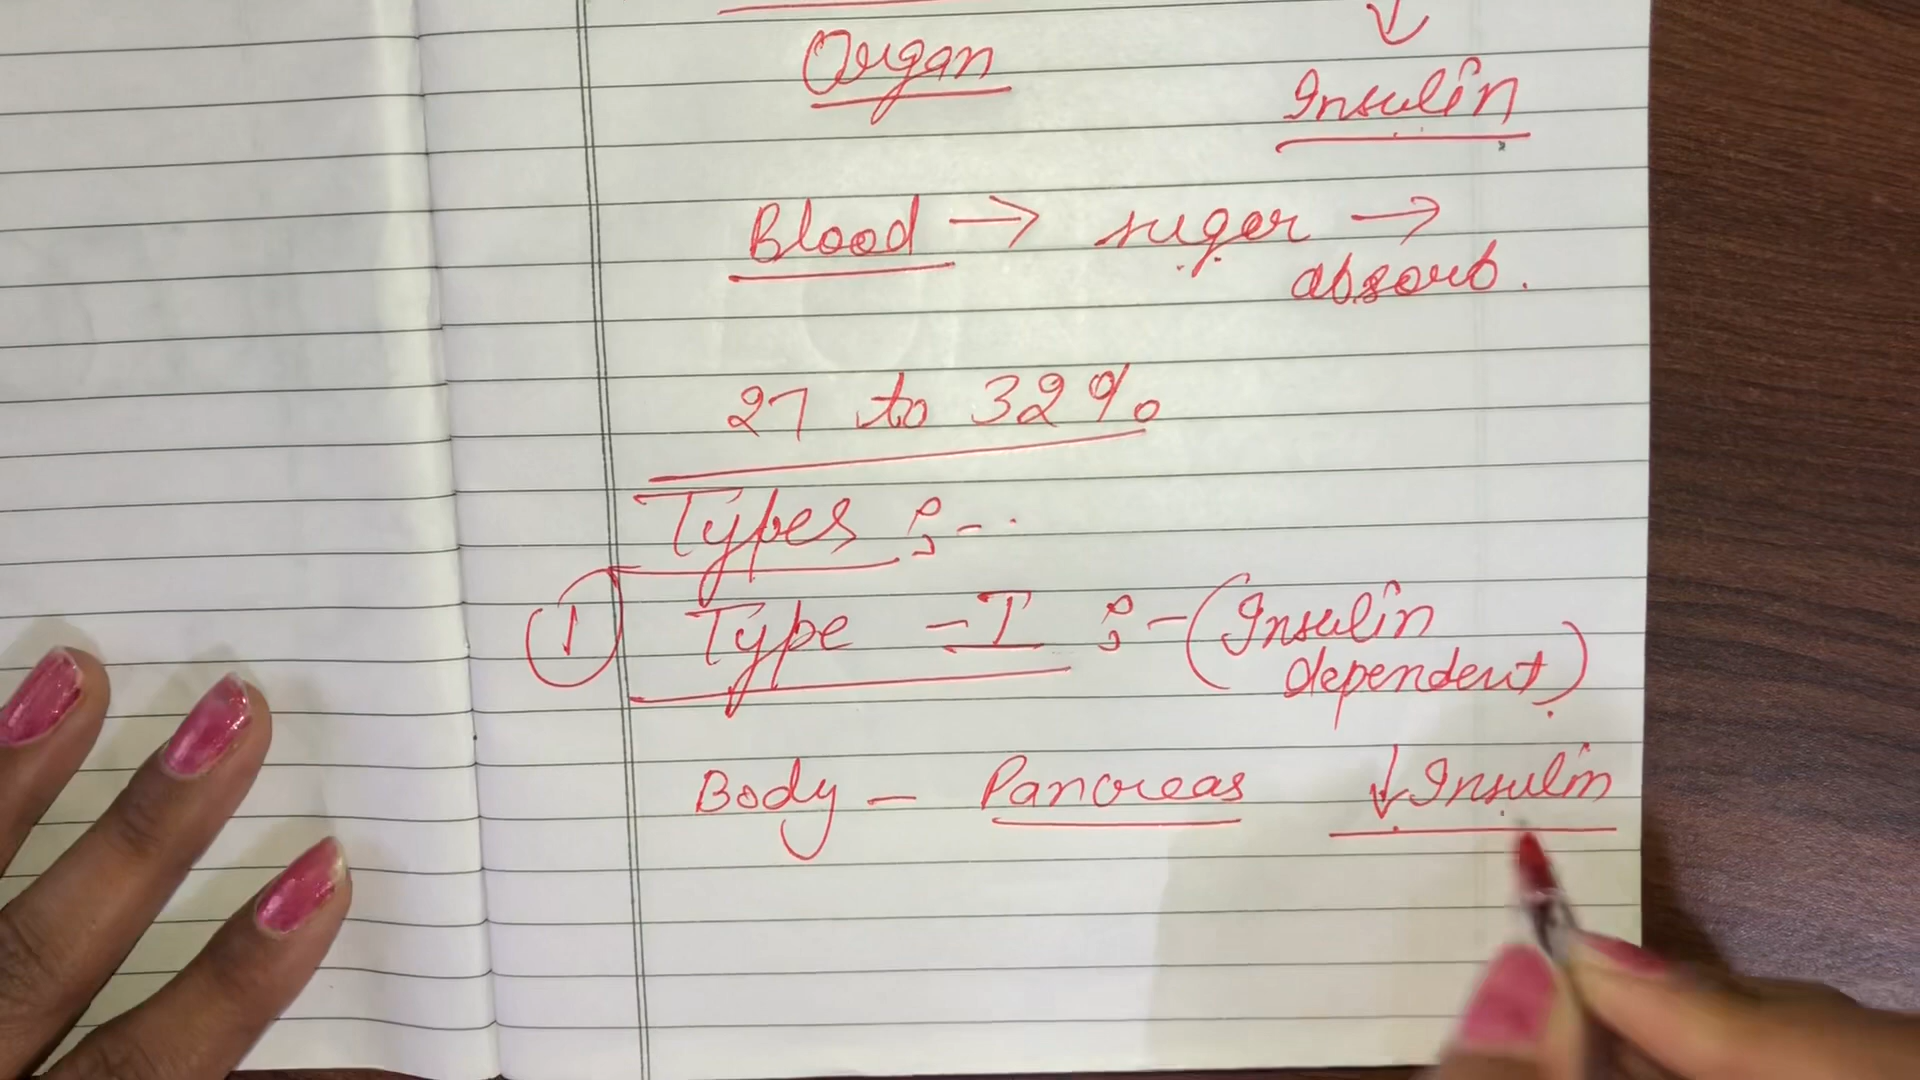 ↓
Organ
Insulin
Blood → suger →
absorb.
27 to 32%
Types :-
① Type - I :- (Insulin
dependent)
Body - Pancreas ↓ Insulin